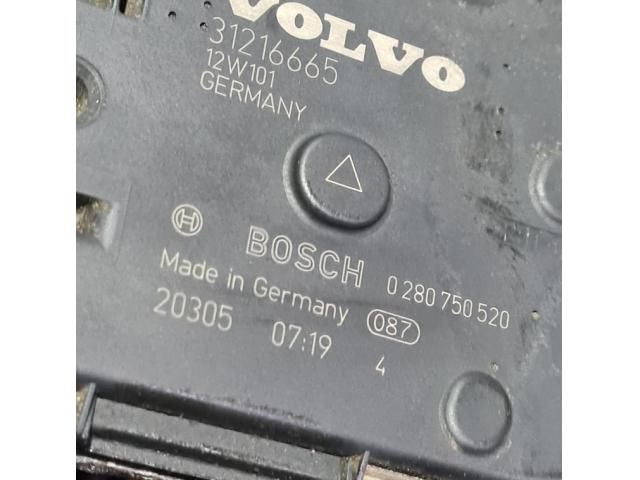 VOLVO
31216665
12W101
GERMANY
BOSCH 0 280 750 520
Made in Germany 087
20305 07:19 4